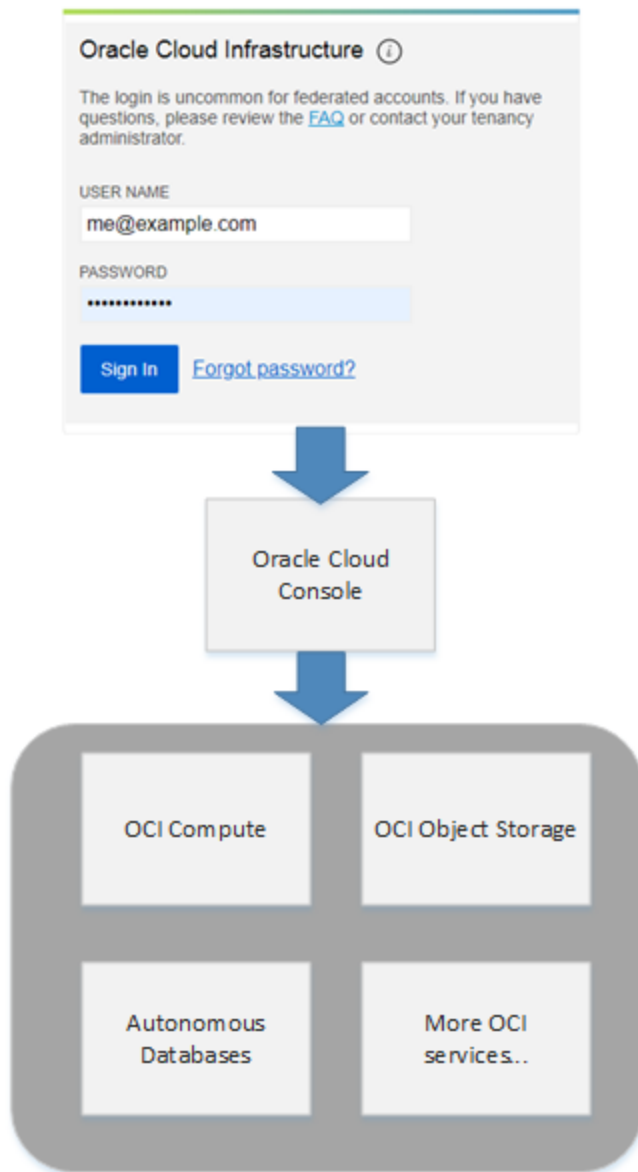 Oracle Cloud Infrastructure
The login is uncommon for federated accounts. If you have
questions, please review the FAQ or contact your tenancy
administrator.
USER NAME
me@example.com
PASSWORD
••••••••••••
Sign In Forgot password?
Oracle Cloud
Console
OCI Compute
OCI Object Storage
Autonomous
Databases
More OCI
services...